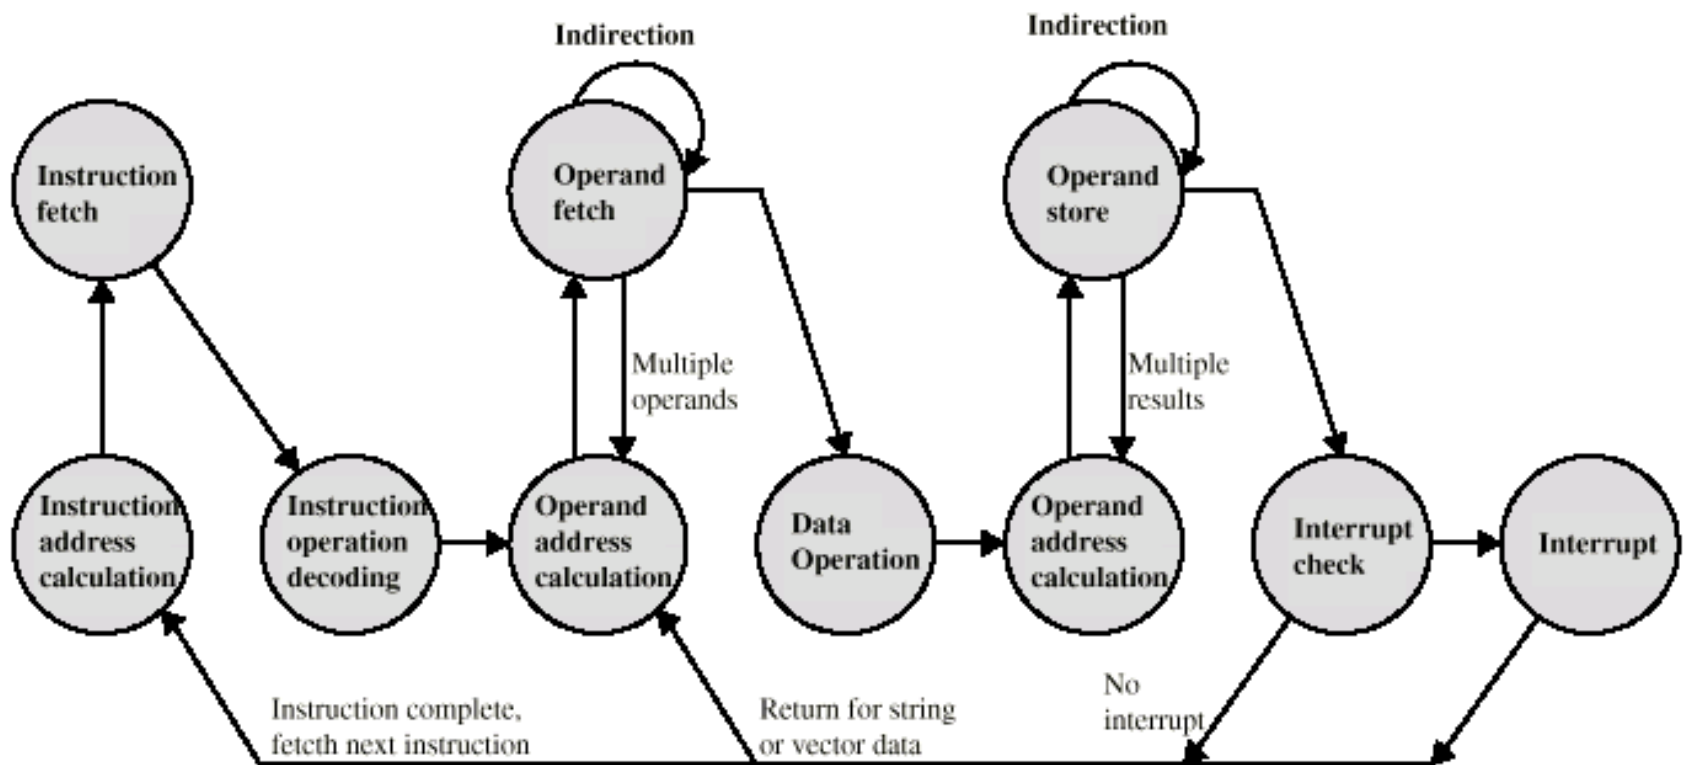 Indirection
Indirection
Instruction
fetch
Operand
fetch
Operand
store
Multiple
operands
Multiple
results
Instruction
address
calculation
Instruction
operation
decoding
Operand
address
calculation
Data
Operation
Operand
address
calculation
Interrupt
check
Interrupt
Instruction complete,
fetcth next instruction
Return for string
or vector data
No
interrupt